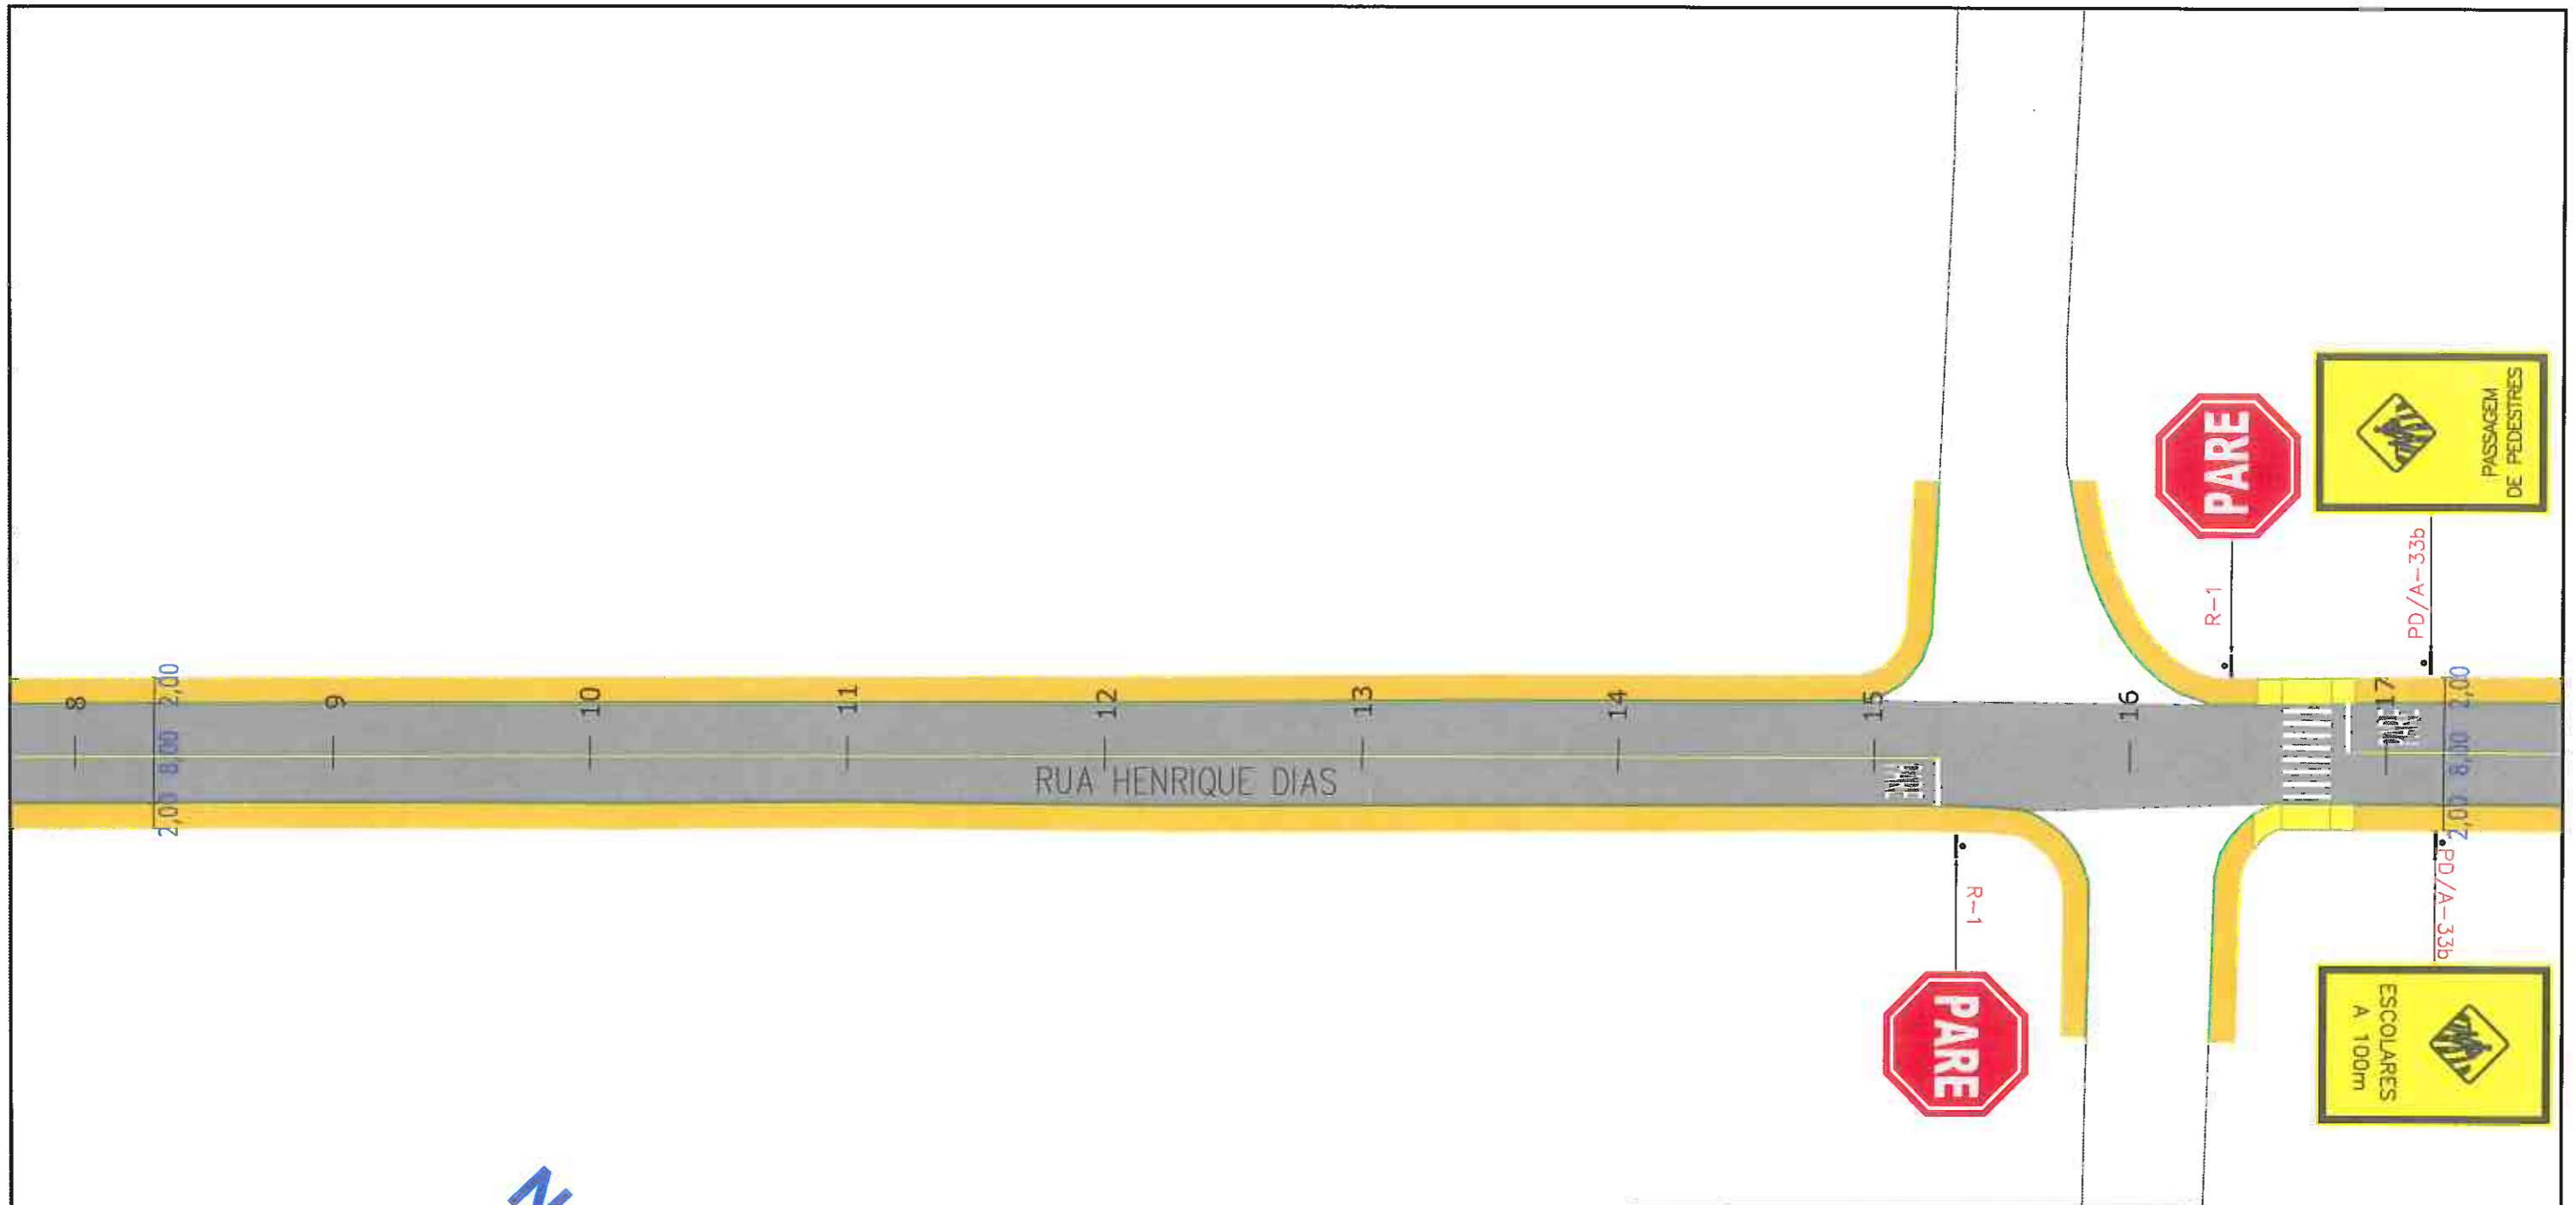 PASSAGEM
DE PEDESTRES
PARE
R-1
PD/A-33b
2,00
8,00
2,00
8
9
10
11
12
13
14
15
16
17
2,00
8,00
2,00
RUA HENRIQUE DIAS
R-1
PARE
PD/A-33b
ESCOLARES
A 100m
N